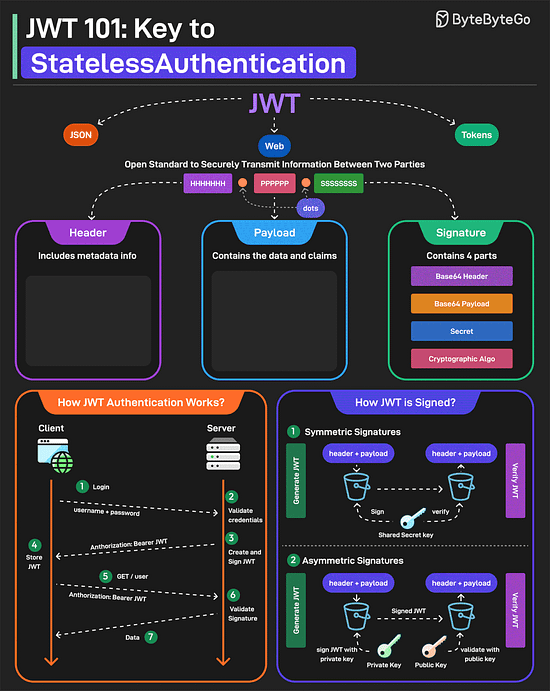 JWT 101: Key to
StatelessAuthentication
ByteByteGo
JWT
JSON
Web
Tokens
Open Standard to Securely Transmit Information Between Two Parties
HHHHHHH
PPPPPP
SSSSSSSS
dots
Header
Includes metadata info
Payload
Contains the data and claims
Signature
Contains 4 parts
Base64 Header
Base64 Payload
Secret
Cryptographic Algo
How JWT Authentication Works?
Client
Server
1 Login
username + password
2
Validate
credentials
3
Create and
Sign JWT
Anthorization: Bearer JWT
4
Store
JWT
5 GET / user
Anthorization: Bearer JWT
6
Validate
Signature
Data 7
How JWT is Signed?
1 Symmetric Signatures
Generate JWT
header + payload
header + payload
Verify JWT
Sign
verify
Shared Secret key
2 Asymmetric Signatures
Generate JWT
header + payload
header + payload
Verify JWT
Signed JWT
sign JWT with
private key
Private Key
Public Key
validate with
public key